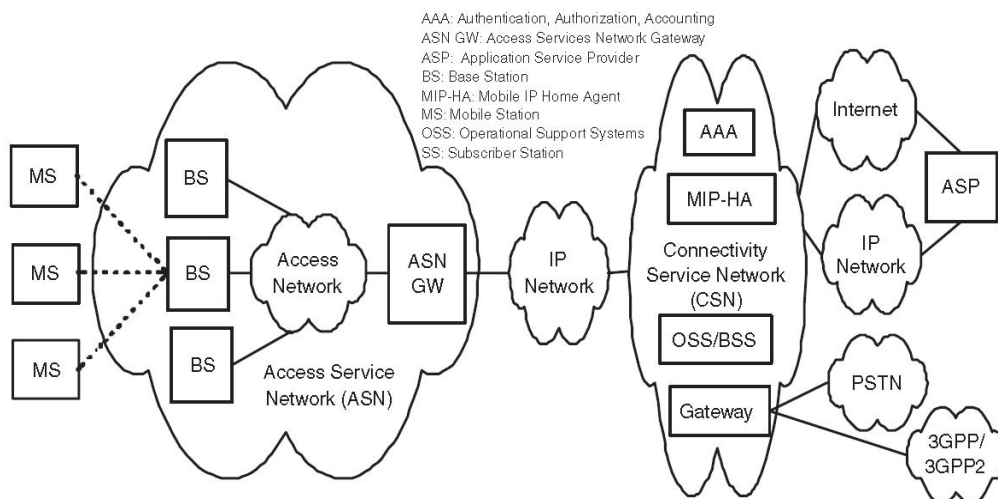 AAA: Authentication, Authorization, Accounting
ASN GW: Access Services Network Gateway
ASP: Application Service Provider
BS: Base Station
MIP-HA: Mobile IP Home Agent
MS: Mobile Station
OSS: Operational Support Systems
SS: Subscriber Station
MS
MS
MS
BS
BS
BS
Access
Network
ASN
GW
Access Service
Network (ASN)
IP
Network
AAA
MIP-HA
Connectivity
Service Network
(CSN)
OSS/BSS
Gateway
Internet
IP
Network
ASP
PSTN
3GPP/
3GPP2